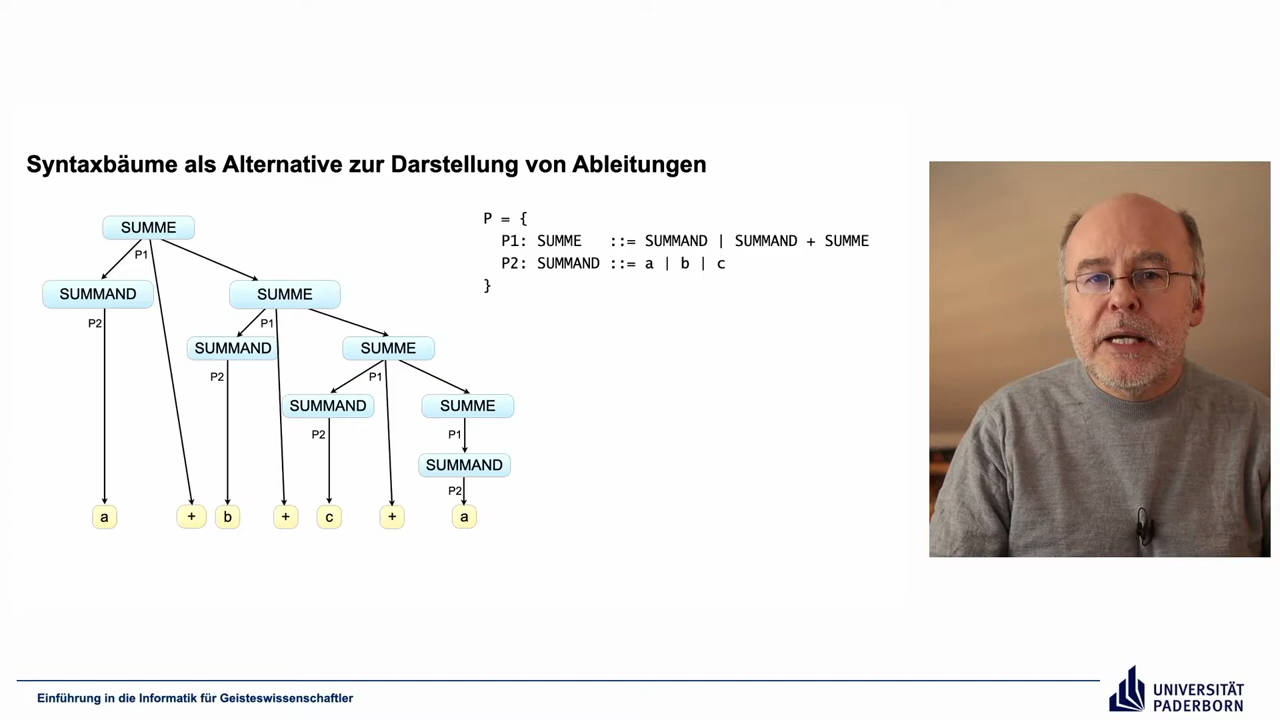 Syntaxbäume als Alternative zur Darstellung von Ableitungen
SUMME
P1
SUMMAND
SUMME
P2
P1
SUMMAND
SUMME
P2
P1
SUMMAND
SUMME
P2
P1
SUMMAND
P2
a
+
b
+
c
+
a
P = {
P1: SUMME ::= SUMMAND | SUMMAND + SUMME
P2: SUMMAND ::= a | b | c
}
Einführung in die Informatik für Geisteswissenschaftler
UNIVERSITÄT
PADERBORN